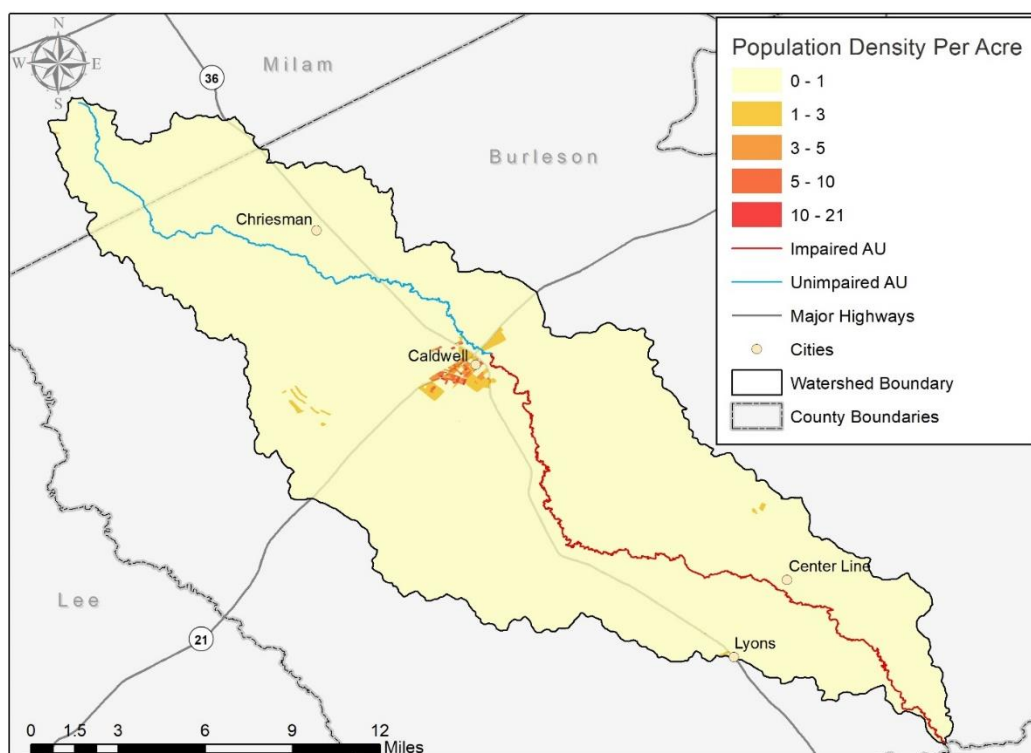 N
W E
S
36
Milam
Burleson
Chriesman
Caldwell
Center Line
Lyons
Lee
21
0 1.5 3 6 9 12
Miles
Population Density Per Acre
0 - 1
1 - 3
3 - 5
5 - 10
10 - 21
Impaired AU
Unimpaired AU
Major Highways
Cities
Watershed Boundary
County Boundaries